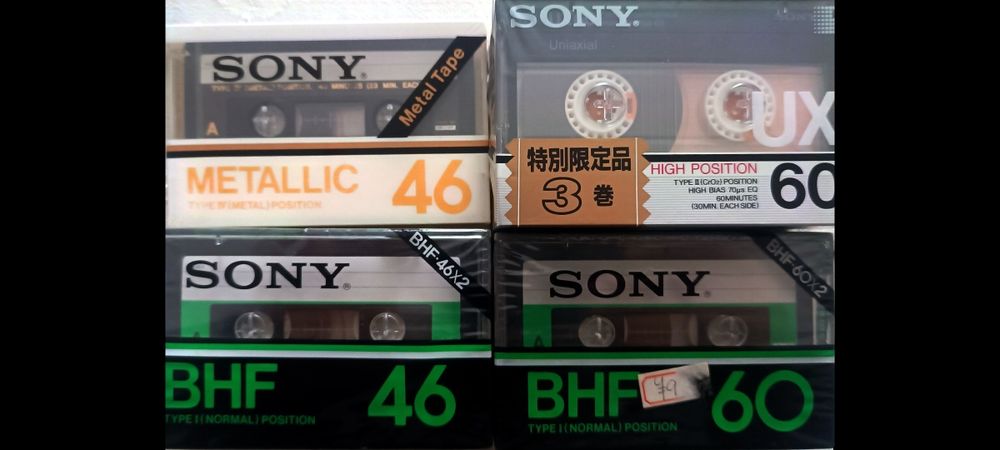 SONY®
Metal Tape
A
METALLIC 46
TYPE IV (METAL) POSITION
SONY®
Uniaxial
UX
特別限定品
3巻
HIGH POSITION
TYPE II (CrO₂) POSITION
HIGH BIAS 70μs EQ
60MINUTES
(30MIN. EACH SIDE)
60
BHF·46×2
SONY®
A
BHF 46
TYPE I (NORMAL) POSITION
BHF·60×2
SONY®
A
BHF 60
TYPE I (NORMAL) POSITION